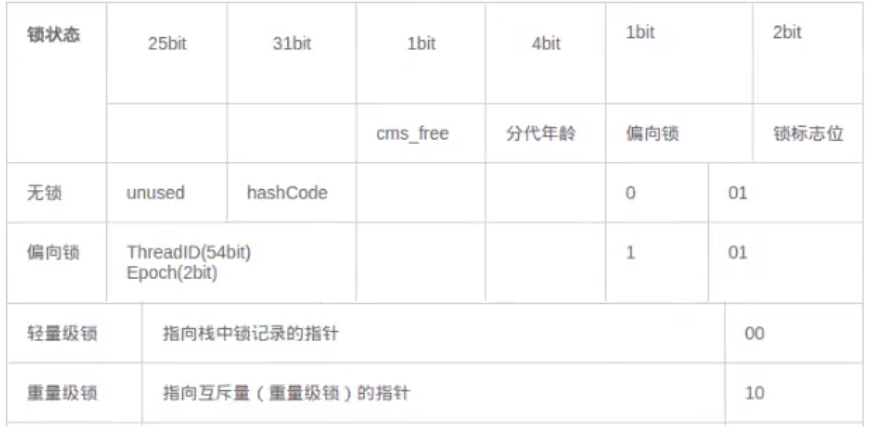 锁状态 25bit 31bit 1bit 4bit 1bit 2bit
cms_free 分代年龄 偏向锁 锁标志位
无锁 unused hashCode 0 01
偏向锁 ThreadID(54bit) 1 01
Epoch(2bit)
轻量级锁 指向栈中锁记录的指针 00
重量级锁 指向互斥量（重量级锁）的指针 10